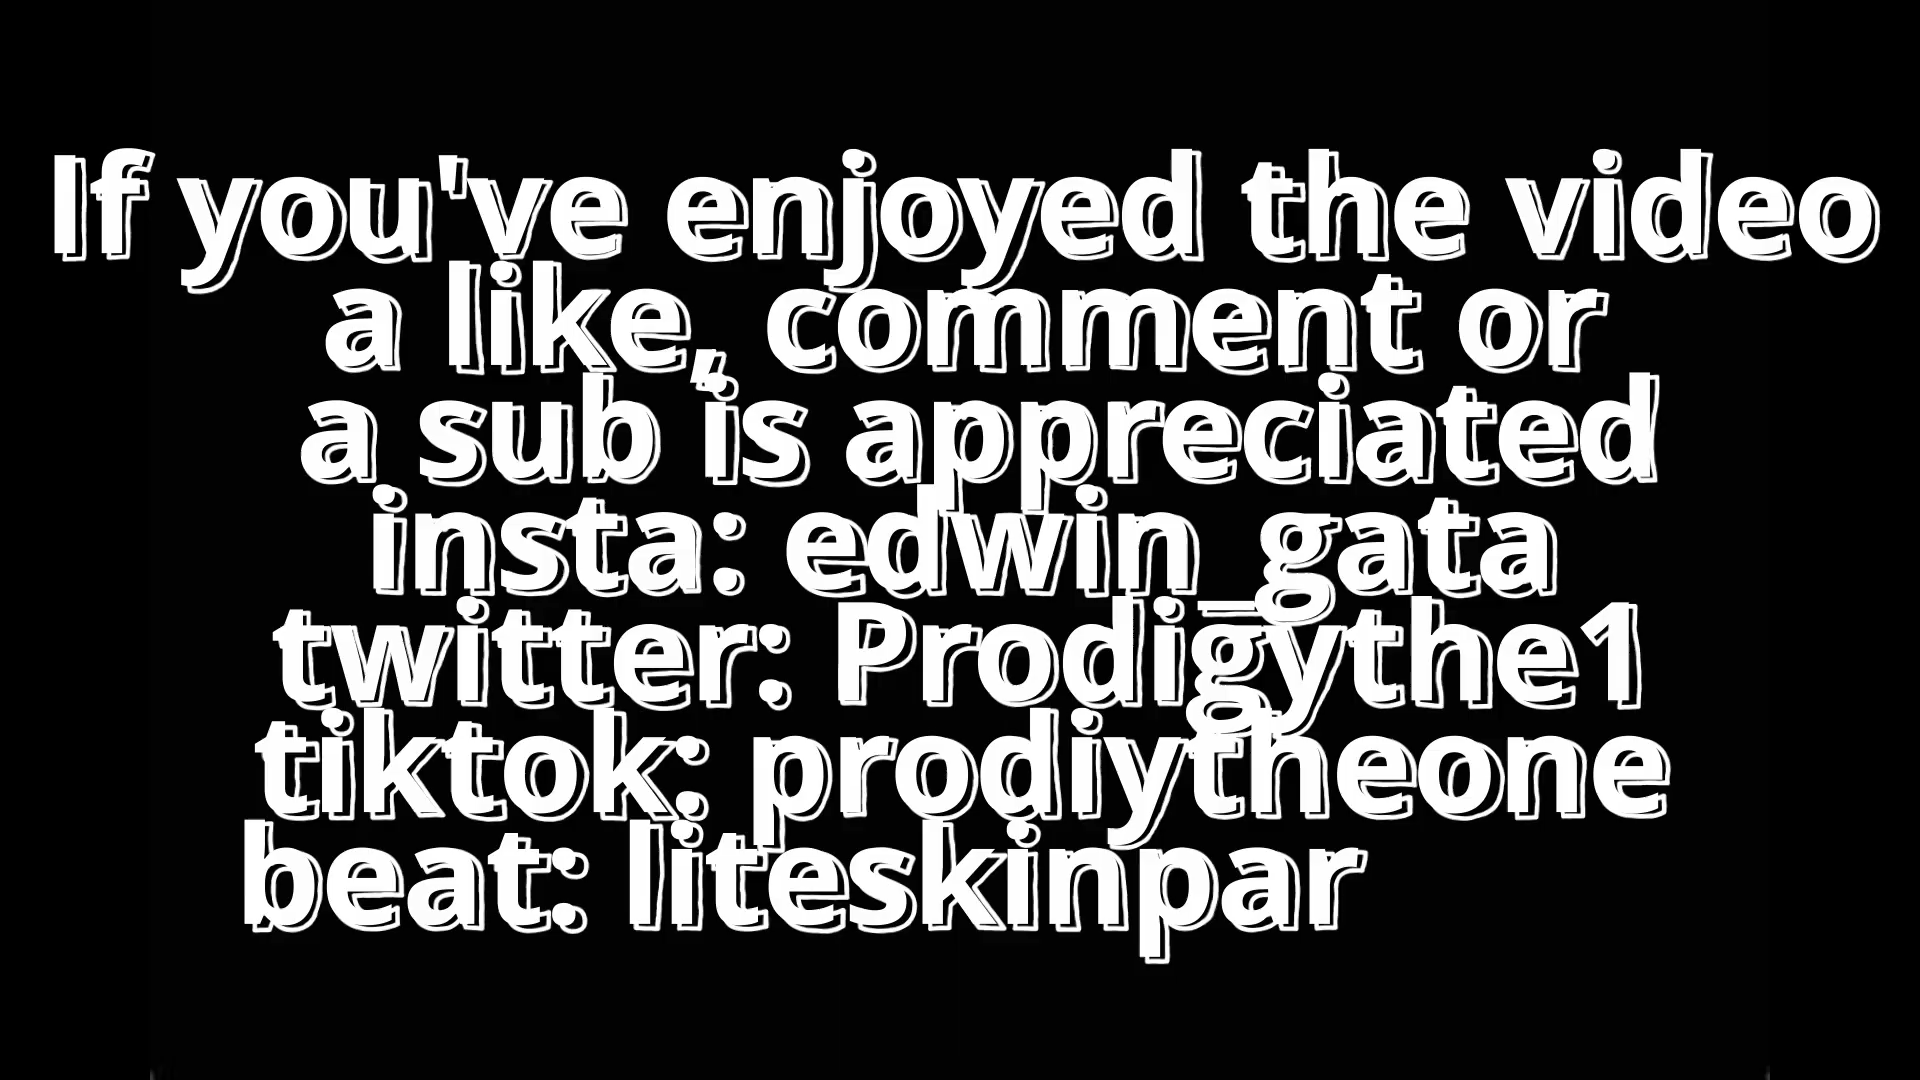 If you've enjoyed the video
a like, comment or
a sub is appreciated
insta: edwin_gata
twitter: Prodigythe1
tiktok: prodiytheone
beat: liteskinpar